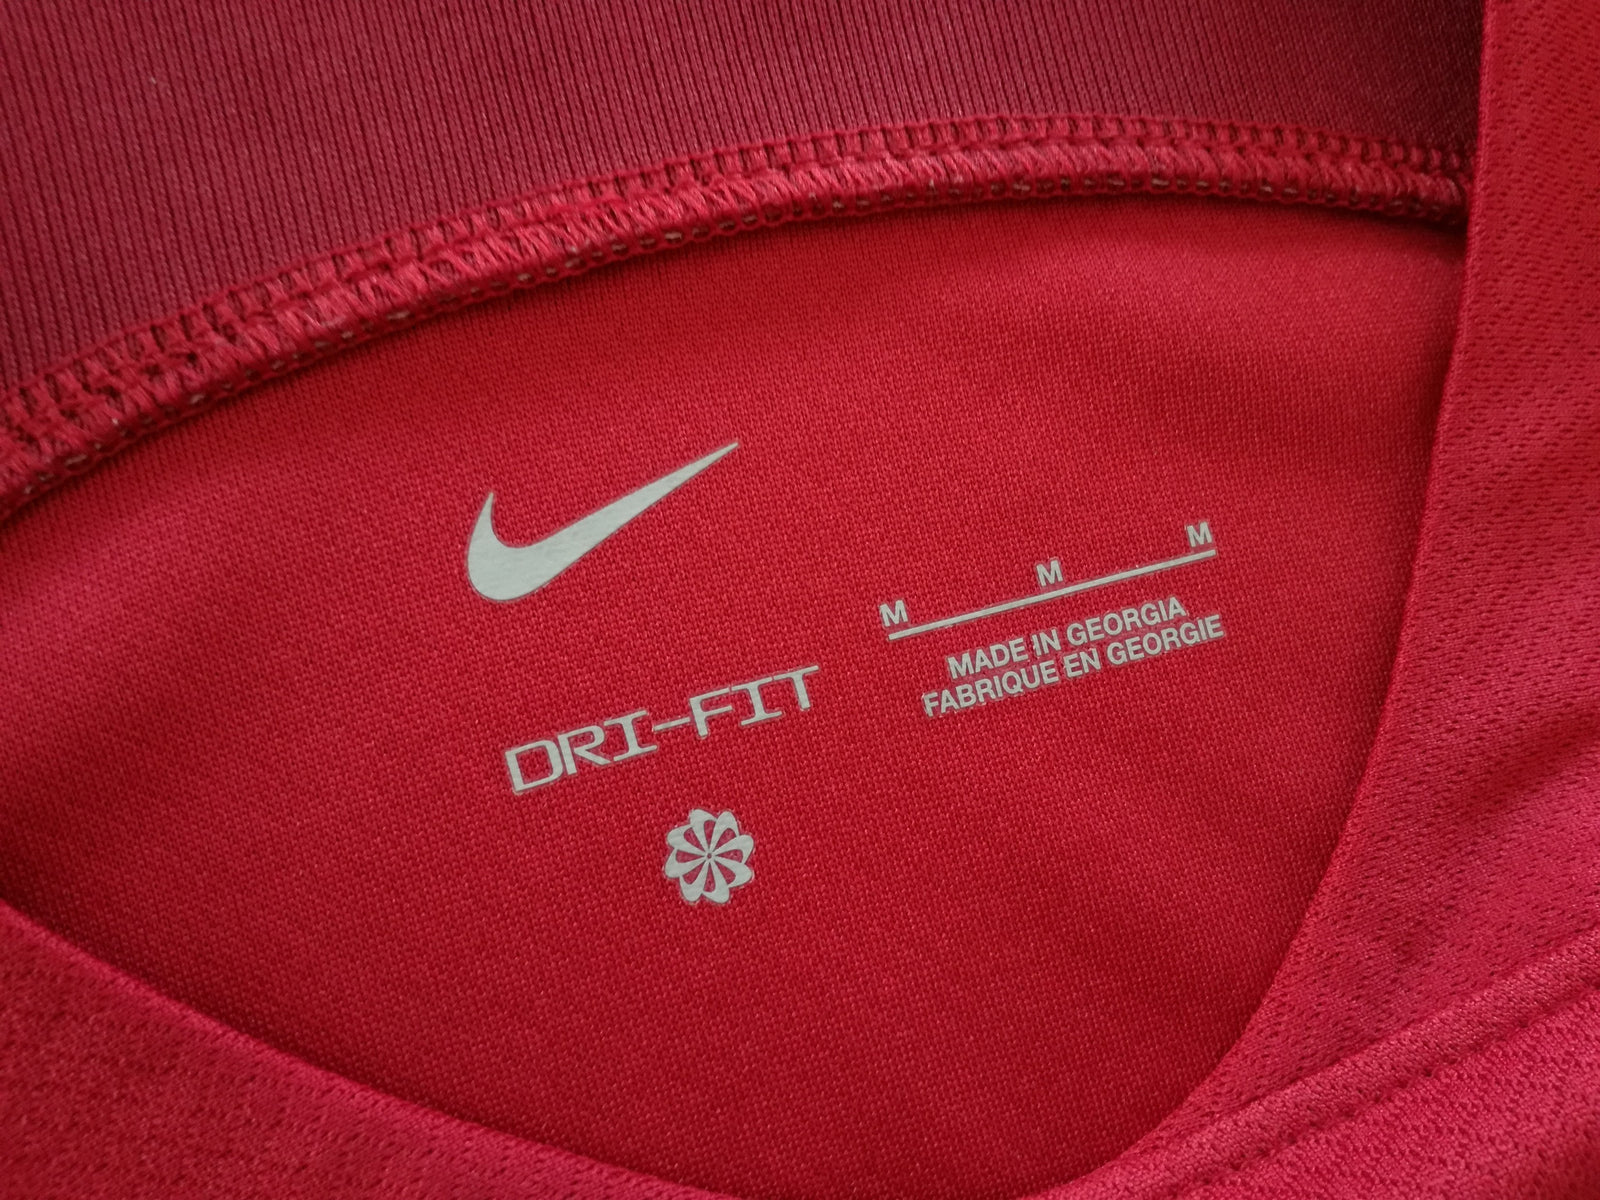 DRI-FIT
M M M
MADE IN GEORGIA
FABRIQUE EN GEORGIE